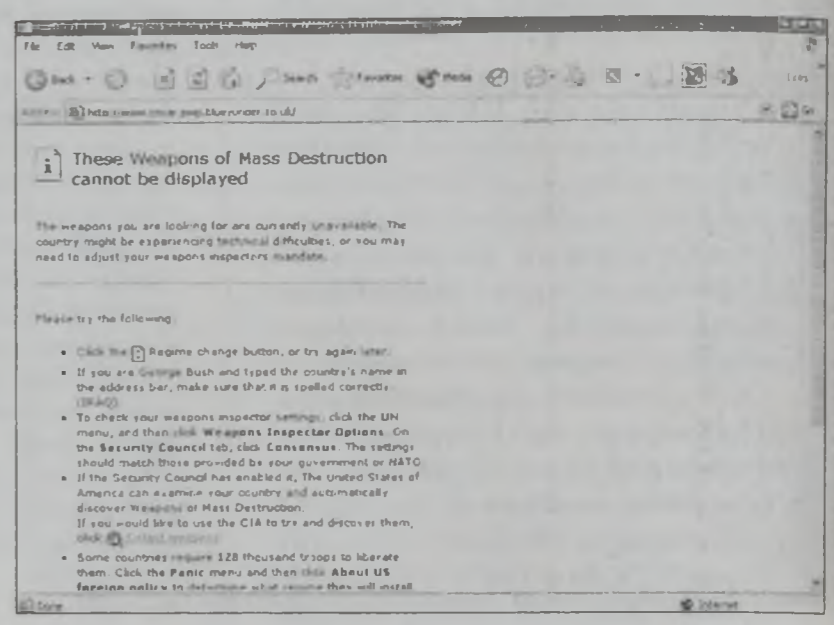 File Edit View Favorites Tools Help
Back Search Favorites Media
These Weapons of Mass Destruction
cannot be displayed
The weapons you are looking for are currently unavailable. The
country might be experiencing technical difficulties, or you may
need to adjust your weapons inspectors mandate.
Please try the following:
Click the Regime change button, or try again later.
If you are George Bush and typed the country's name in
the address bar, make sure that it is spelled correctly.
(IRAQ).
To check your weapons inspector settings, click the UN
menu, and then click Weapons Inspector Options. On
the Security Council tab, click Consensus. The settings
should match those provided by your government or NATO
If the Security Council has enabled it, The United States of
America can examine your country and automatically
discover Weapons of Mass Destruction.
If you would like to use the CIA to try and discover them,
click
Some countries require 128 thousand troops to liberate
them. Click the Panic menu and then click About US
foreign policy to determine what regime they will install
Done Internet